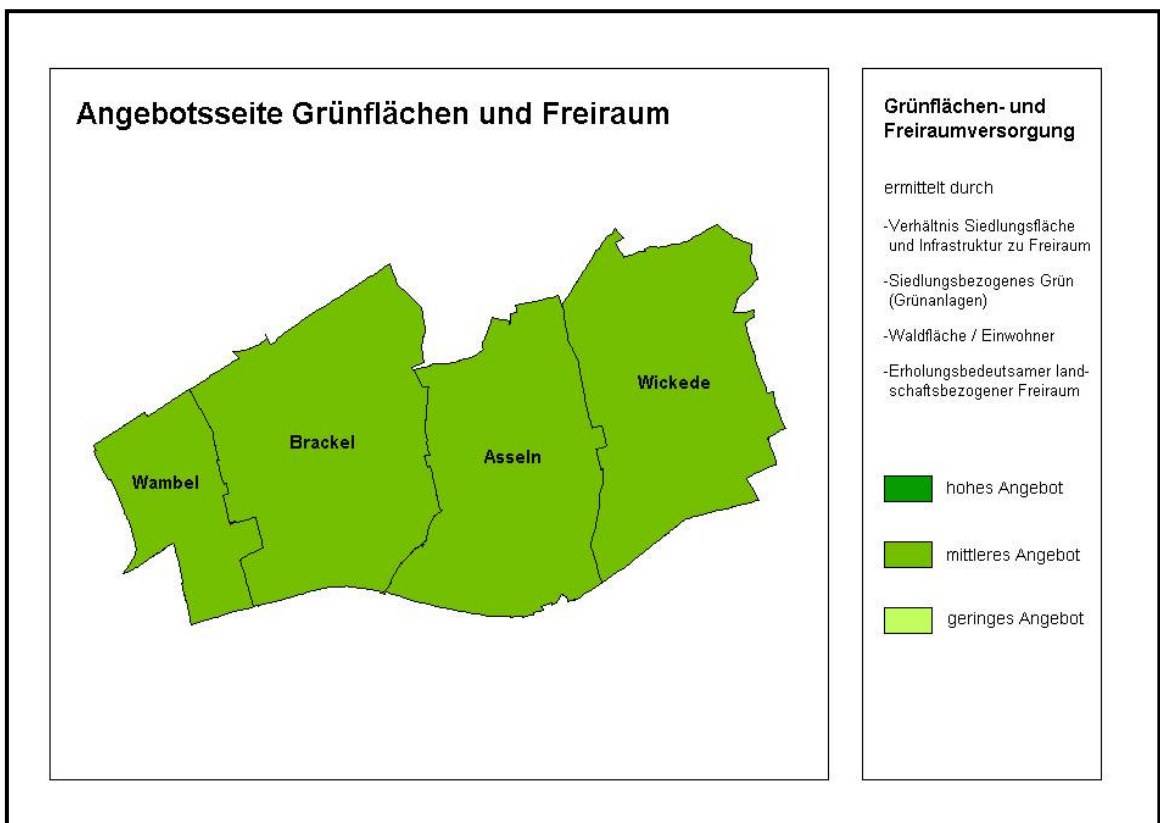 Angebotsseite Grünflächen und Freiraum
Wambel
Brackel
Asseln
Wickede
Grünflächen- und
Freiraumversorgung
ermittelt durch
-Verhältnis Siedlungsfläche
und Infrastruktur zu Freiraum
-Siedlungsbezogenes Grün
(Grünanlagen)
-Waldfläche / Einwohner
-Erholungsbedeutsamer land-
schaftsbezogener Freiraum
hohes Angebot
mittleres Angebot
geringes Angebot